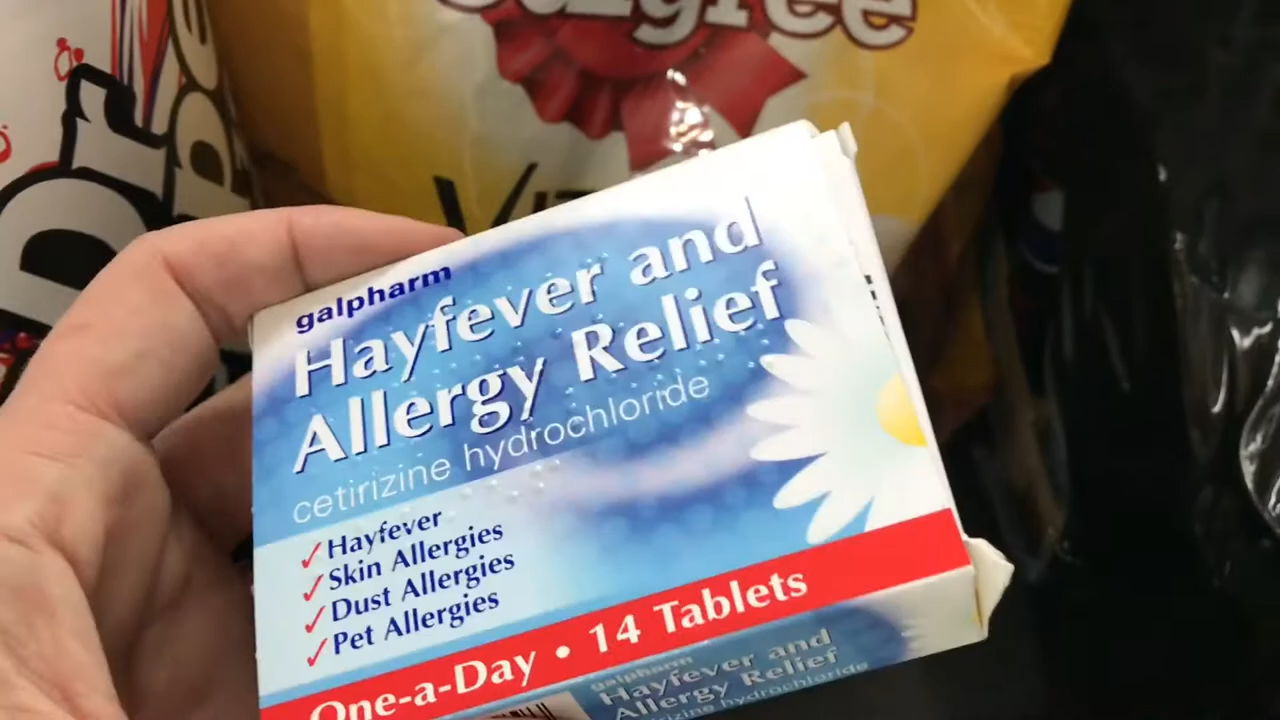 galpharm
Hayfever and
Allergy Relief
cetirizine hydrochloride
✓Hayfever
✓Skin Allergies
✓Dust Allergies
✓Pet Allergies
One-a-Day • 14 Tablets
galpharm
Hayfever and
Allergy Relief
hydrochloride